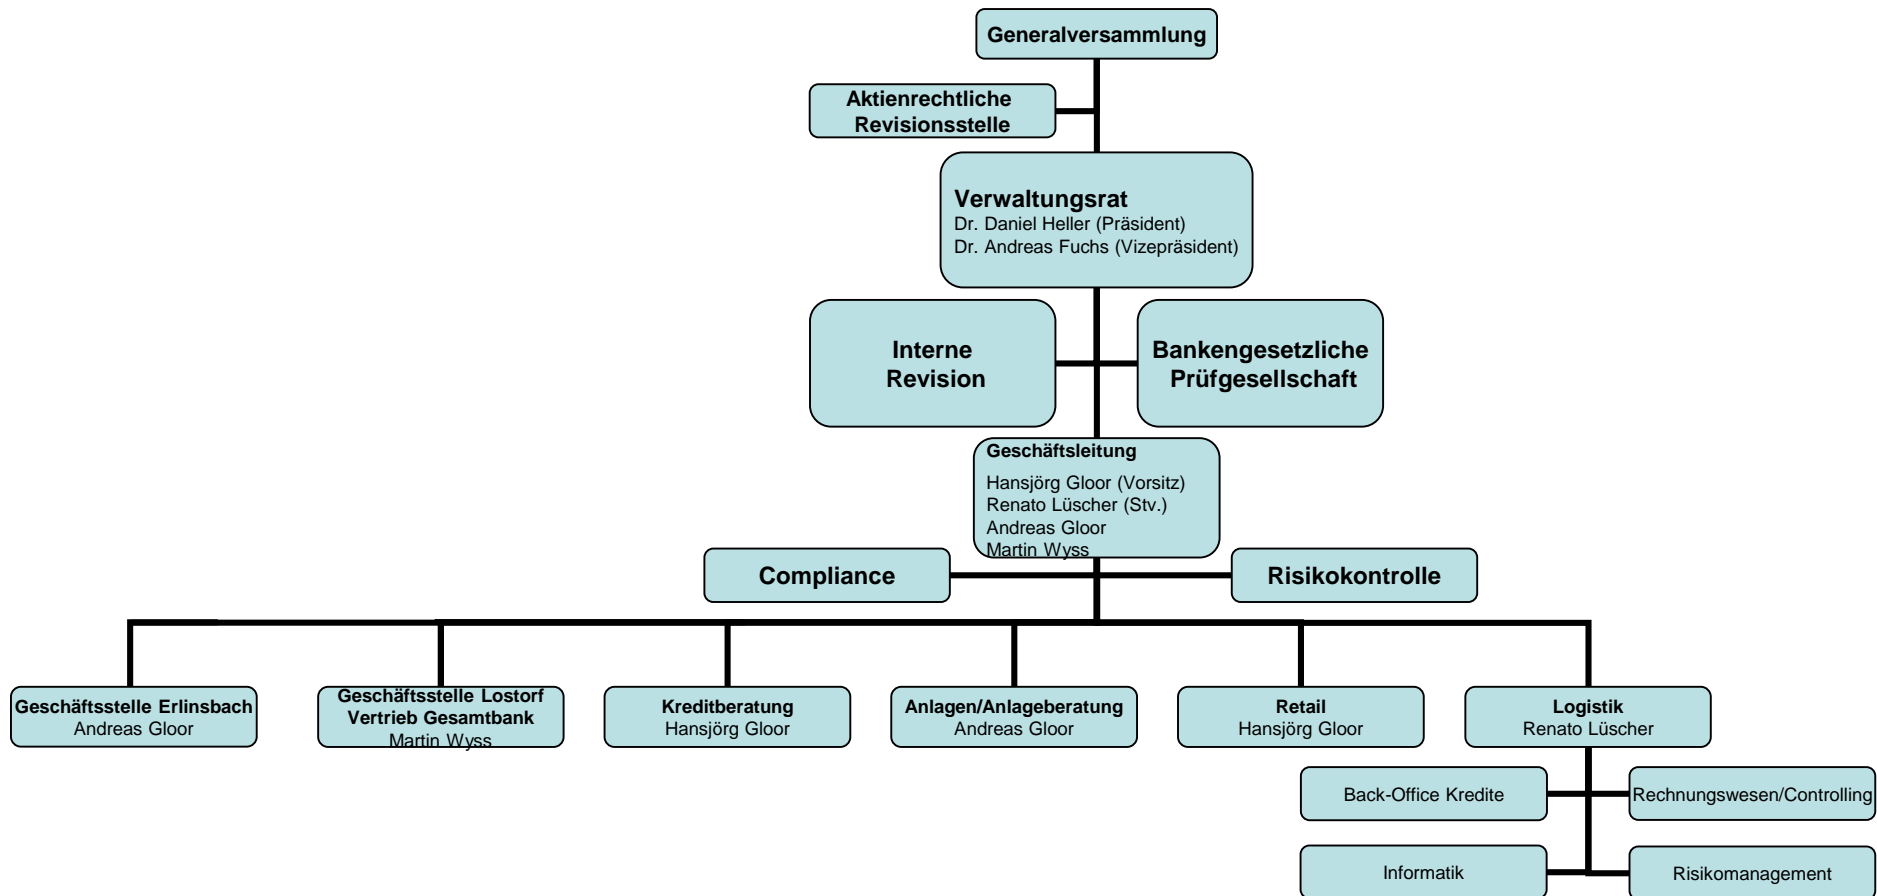 Generalversammlung
Aktienrechtliche
Revisionsstelle
Verwaltungsrat
Dr. Daniel Heller (Präsident)
Dr. Andreas Fuchs (Vizepräsident)
Interne
Revision
Bankengesetzliche
Prüfgesellschaft
Geschäftsleitung
Hansjörg Gloor (Vorsitz)
Renato Lüscher (Stv.)
Andreas Gloor
Martin Wyss
Compliance
Risikokontrolle
Geschäftsstelle Erlinsbach
Andreas Gloor
Geschäftsstelle Lostorf
Vertrieb Gesamtbank
Martin Wyss
Kreditberatung
Hansjörg Gloor
Anlagen/Anlageberatung
Andreas Gloor
Retail
Hansjörg Gloor
Logistik
Renato Lüscher
Back-Office Kredite
Rechnungswesen/Controlling
Informatik
Risikomanagement